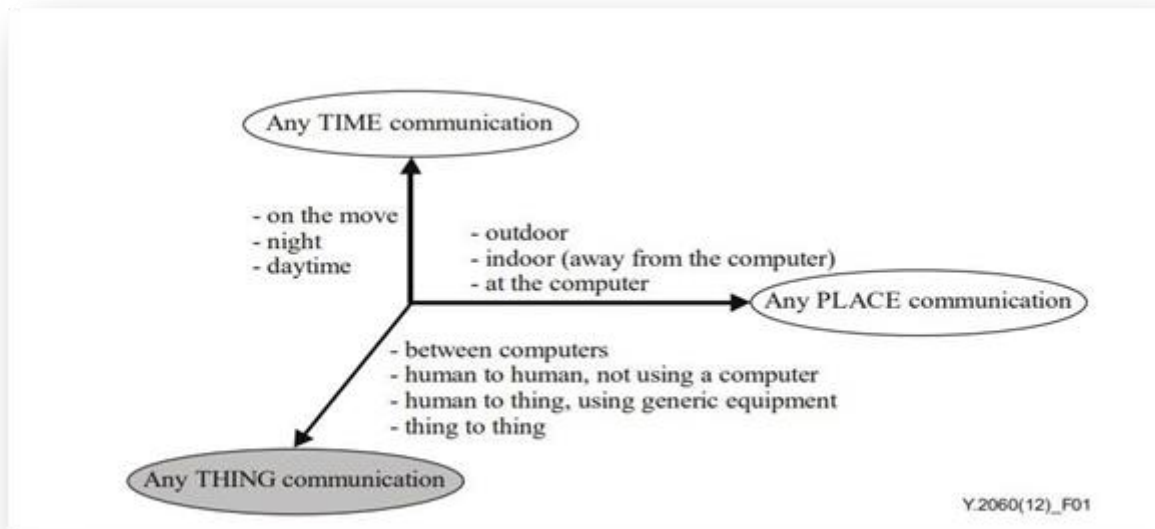 Any TIME communication
- on the move
- night
- daytime
- outdoor
- indoor (away from the computer)
- at the computer
Any PLACE communication
- between computers
- human to human, not using a computer
- human to thing, using generic equipment
- thing to thing
Any THING communication
Y.2060(12)_F01